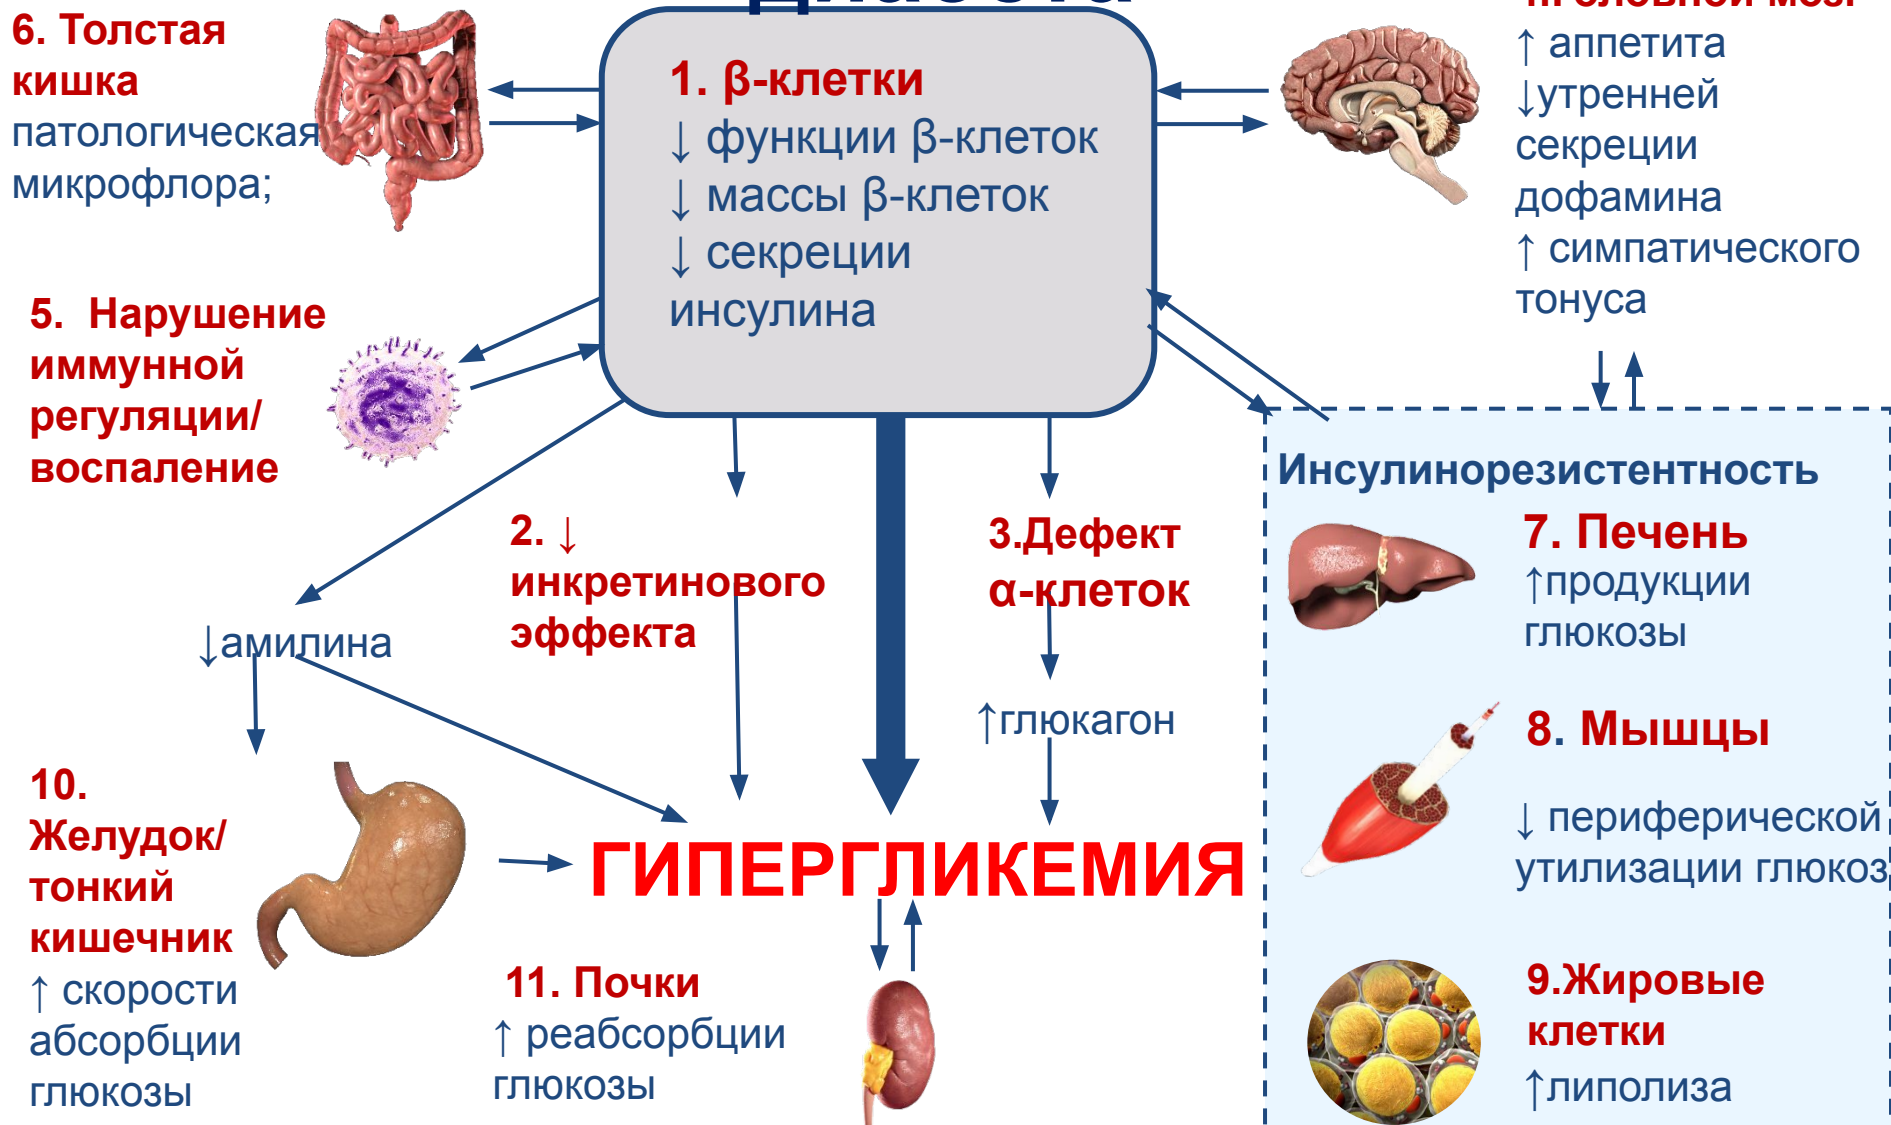 6. Толстая
кишка
патологическая
микрофлора;
1. β-клетки
↓ функции β-клеток
↓ массы β-клеток
↓ секреции
инсулина
↑ аппетита
↓утренней
секреции
дофамина
↑ симпатического
тонуса
5. Нарушение
иммунной
регуляции/
воспаление
2. ↓
инкретинового
эффекта
3.Дефект
α-клеток
↓амилина
↑глюкагон
Инсулинорезистентность
7. Печень
↑продукции
глюкозы
8. Мышцы
↓ периферической
утилизации глюкоз
9.Жировые
клетки
↑липолиза
10.
Желудок/
тонкий
кишечник
↑ скорости
абсорбции
глюкозы
ГИПЕРГЛИКЕМИЯ
11. Почки
↑ реабсорбции
глюкозы